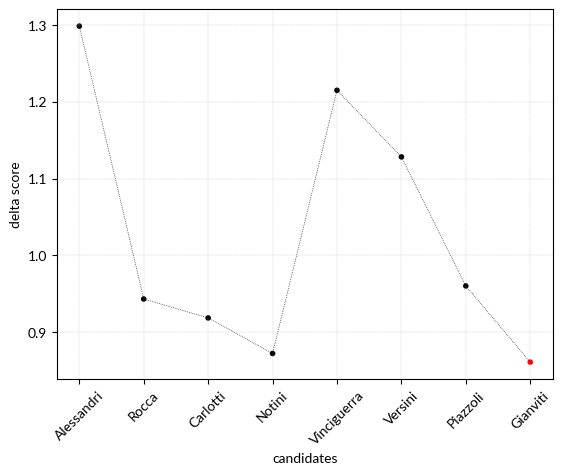 1.3
1.2
1.1
1.0
0.9
delta score
Alessandri
Rocca
Carlotti
Notini
Vinciguerra
Versini
Piazzoli
Gianviti
candidates